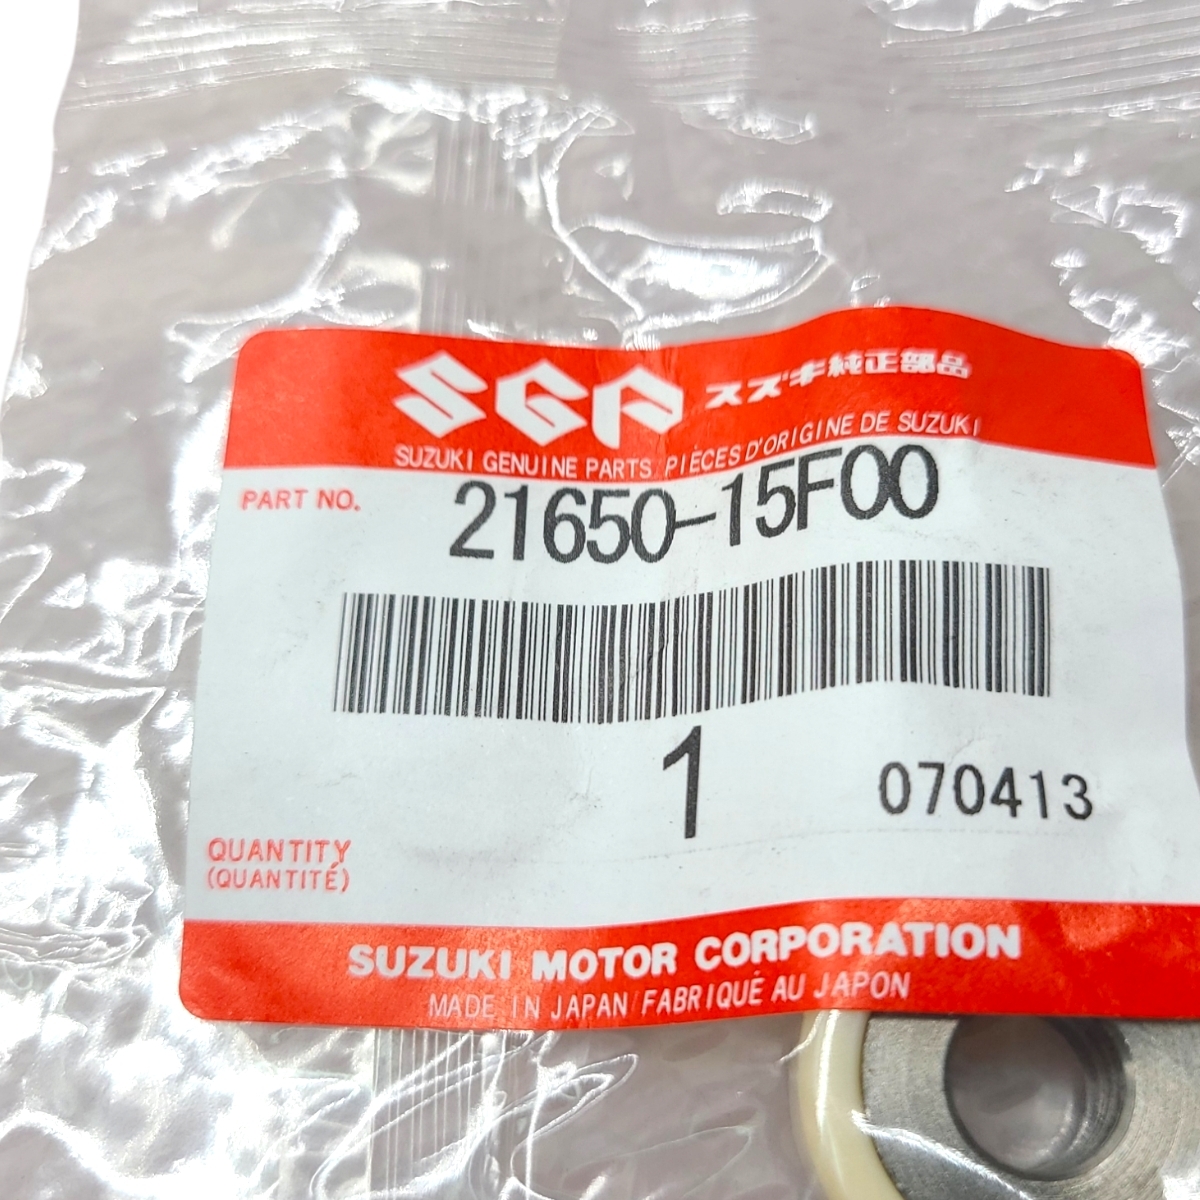 SGP スズキ純正部品
SUZUKI GENUINE PARTS PIÈCES D'ORIGINE DE SUZUKI
PART NO. 21650-15F00
1
070413
QUANTITY
(QUANTITÉ)
SUZUKI MOTOR CORPORATION
MADE IN JAPAN/FABRIQUÉ AU JAPON